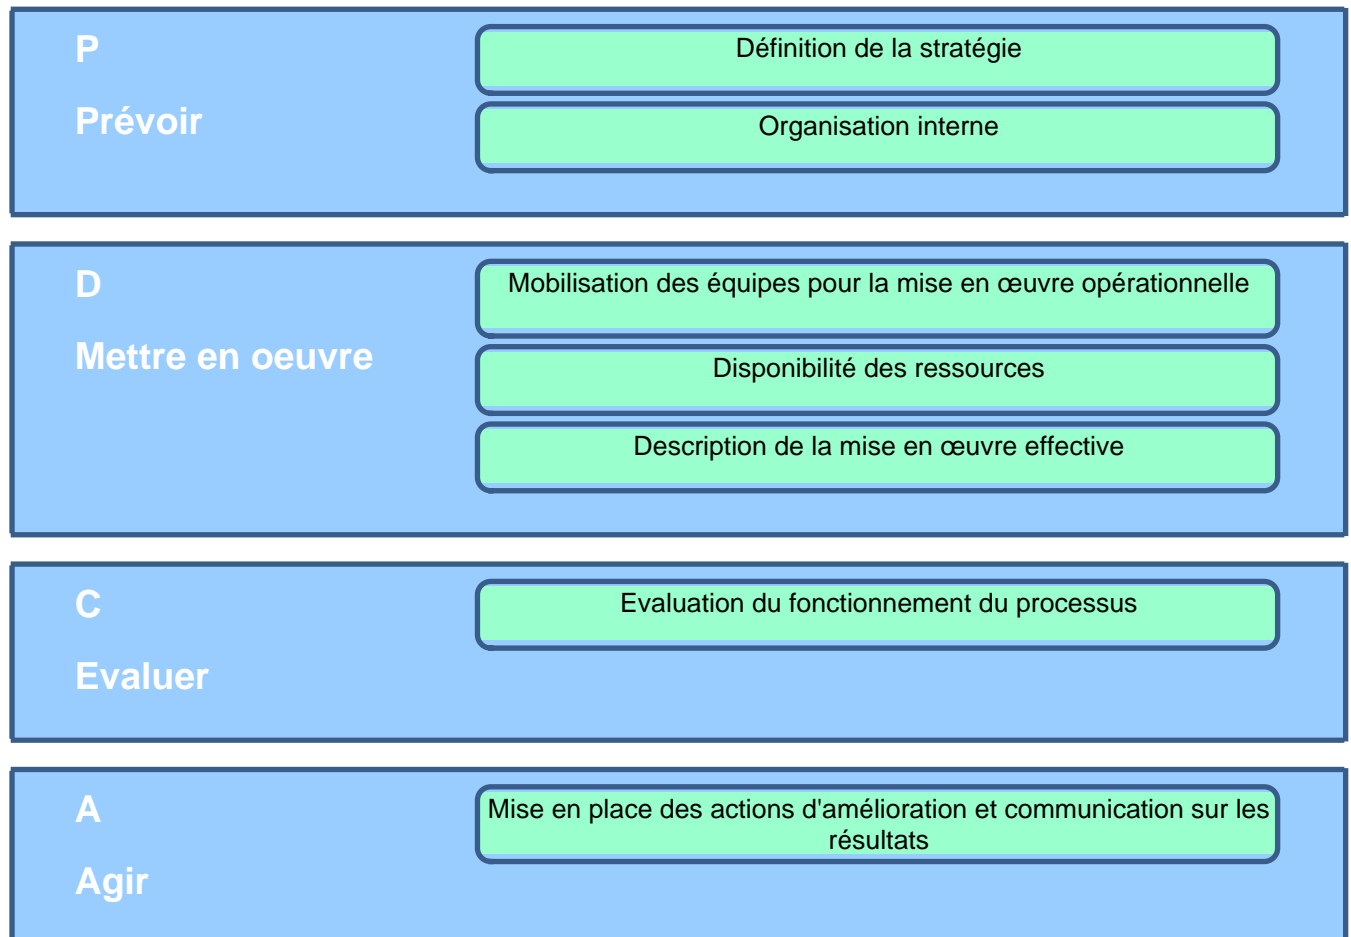 P
Prévoir
Définition de la stratégie
Organisation interne
D
Mettre en oeuvre
Mobilisation des équipes pour la mise en œuvre opérationnelle
Disponibilité des ressources
Description de la mise en œuvre effective
C
Evaluer
Evaluation du fonctionnement du processus
A
Agir
Mise en place des actions d'amélioration et communication sur les
résultats